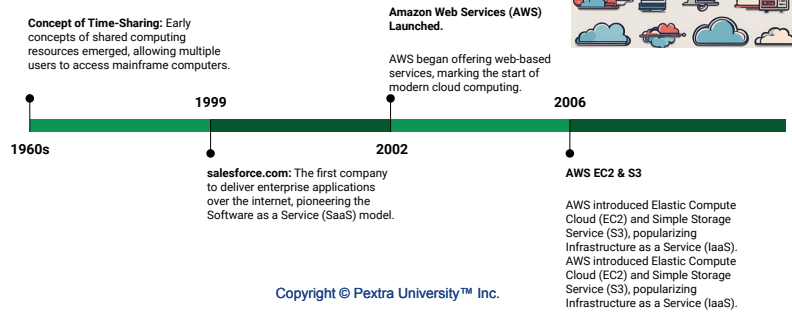 Concept of Time-Sharing: Early
concepts of shared computing
resources emerged, allowing multiple
users to access mainframe computers.
Amazon Web Services (AWS)
Launched.
AWS began offering web-based
services, marking the start of
modern cloud computing.
1999
2006
1960s
2002
salesforce.com: The first company
to deliver enterprise applications
over the internet, pioneering the
Software as a Service (SaaS) model.
AWS EC2 & S3
AWS introduced Elastic Compute
Cloud (EC2) and Simple Storage
Service (S3), popularizing
Infrastructure as a Service (IaaS).
AWS introduced Elastic Compute
Cloud (EC2) and Simple Storage
Service (S3), popularizing
Infrastructure as a Service (IaaS).
Copyright © Pextra University™ Inc.